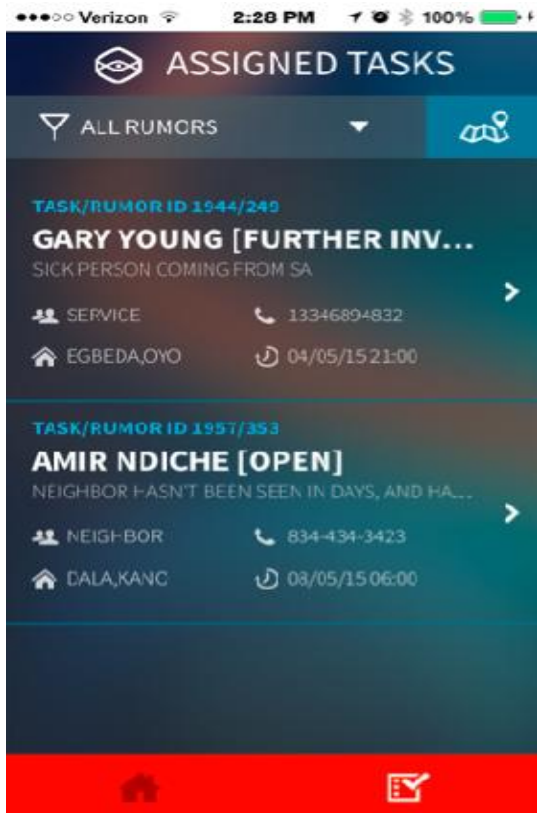 Verizon 2:28 PM 100%
ASSIGNED TASKS
ALL RUMORS
TASK/RUMOR ID 1944/249
GARY YOUNG [FURTHER INV...
SICK PERSON COMING FROM SA
SERVICE 13346894832
EGBEDA,OYO 04/05/15 21:00
TASK/RUMOR ID 1957/353
AMIR NDICHE [OPEN]
NEIGHBOR HASN'T BEEN SEEN IN DAYS, AND HA...
NEIGHBOR 834-434-3423
DALA,KANO 08/05/15 06:00